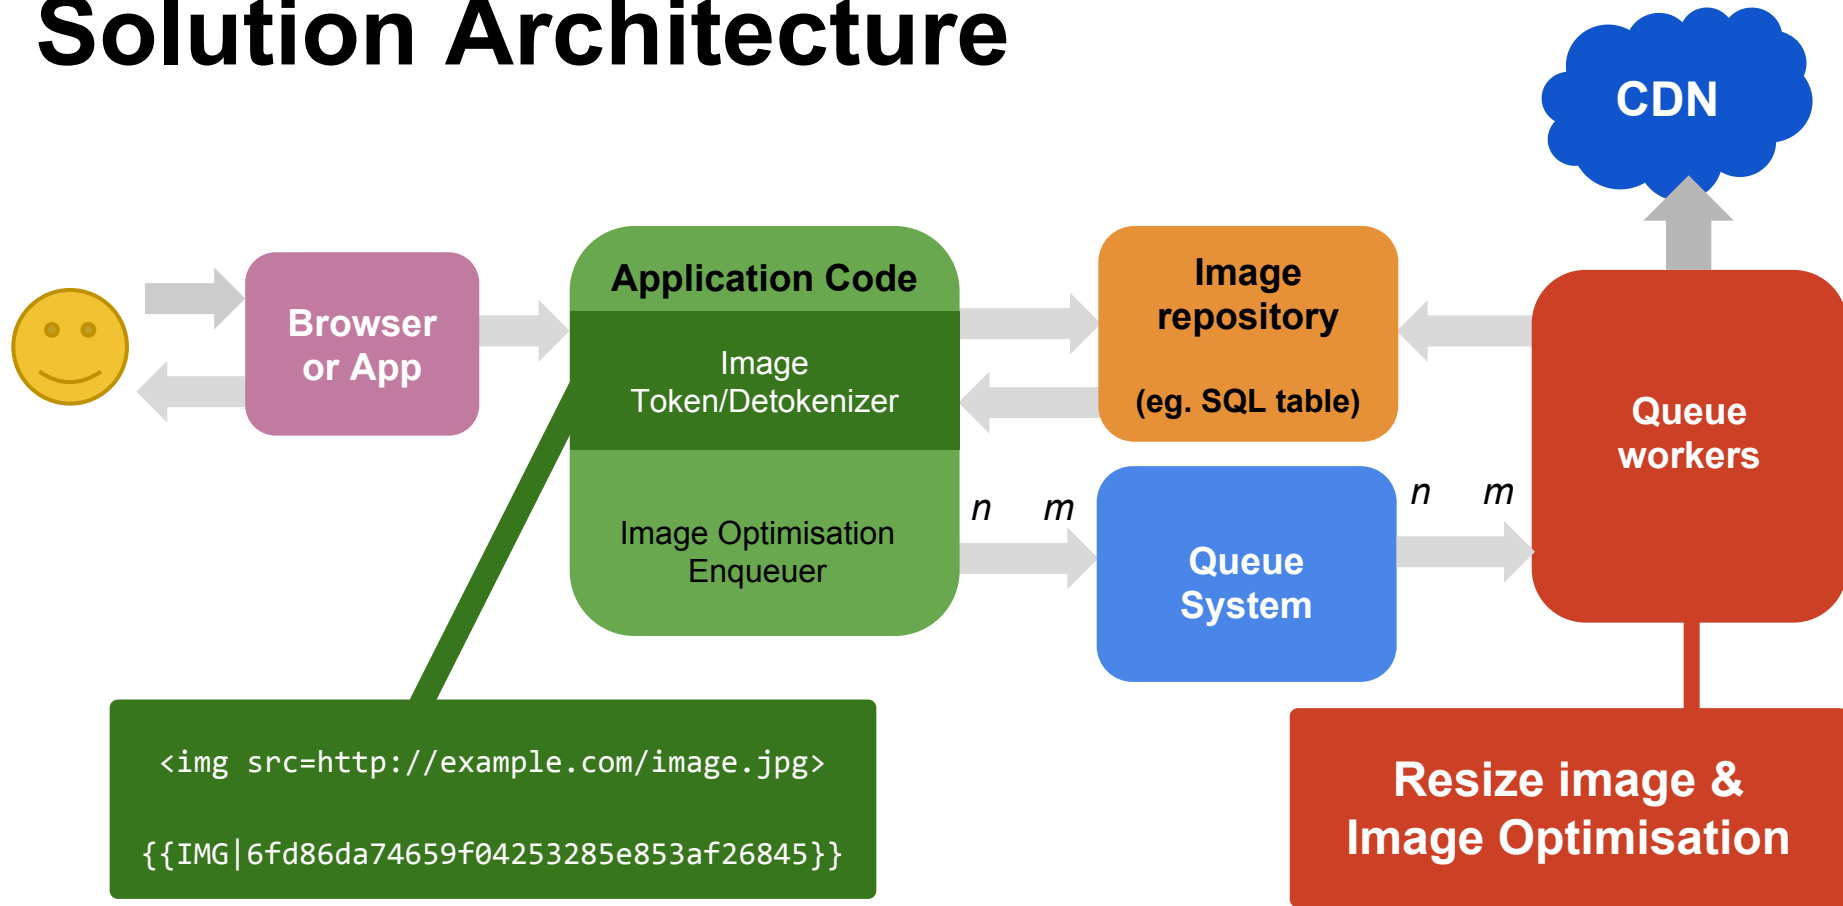 Solution Architecture
CDN
Browser
or App
Application Code
Image
Token/Detokenizer
Image Optimisation
Enqueuer
Image
repository
(eg. SQL table)
n m
Queue
System
n m
Queue
workers
<img src=http://example.com/image.jpg>
{{IMG|6fd86da74659f04253285e853af26845}}
Resize image &
Image Optimisation